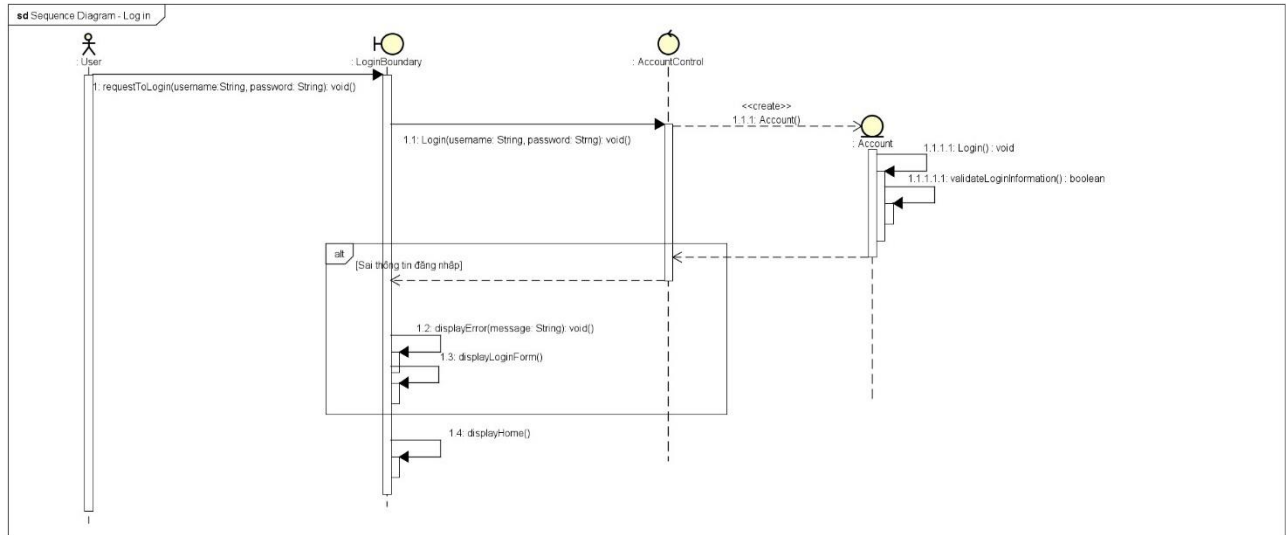 sd Sequence Diagram - Log in
: User
: LoginBoundary
: AccountControl
1: requestToLogin(username:String, password: String): void()
<<create>>
1.1.1: Account()
1.1: Login(username: String, password: Strng): void()
: Account
1.1.1.1: Login() : void
1.1.1.1.1: validateLoginInformation() : boolean
alt
[Sai thông tin đăng nhập]
1.2: displayError(message: String): void()
1.3: displayLoginForm()
1.4: displayHome()